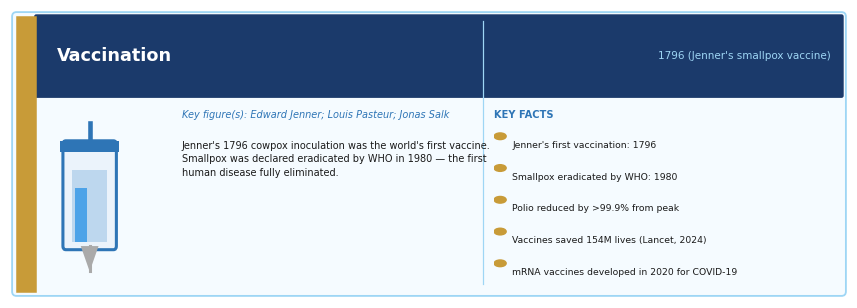 Vaccination
1796 (Jenner's smallpox vaccine)
Key figure(s): Edward Jenner; Louis Pasteur; Jonas Salk
Jenner's 1796 cowpox inoculation was the world's first vaccine.
Smallpox was declared eradicated by WHO in 1980 — the first
human disease fully eliminated.
KEY FACTS
Jenner's first vaccination: 1796
Smallpox eradicated by WHO: 1980
Polio reduced by >99.9% from peak
Vaccines saved 154M lives (Lancet, 2024)
mRNA vaccines developed in 2020 for COVID-19